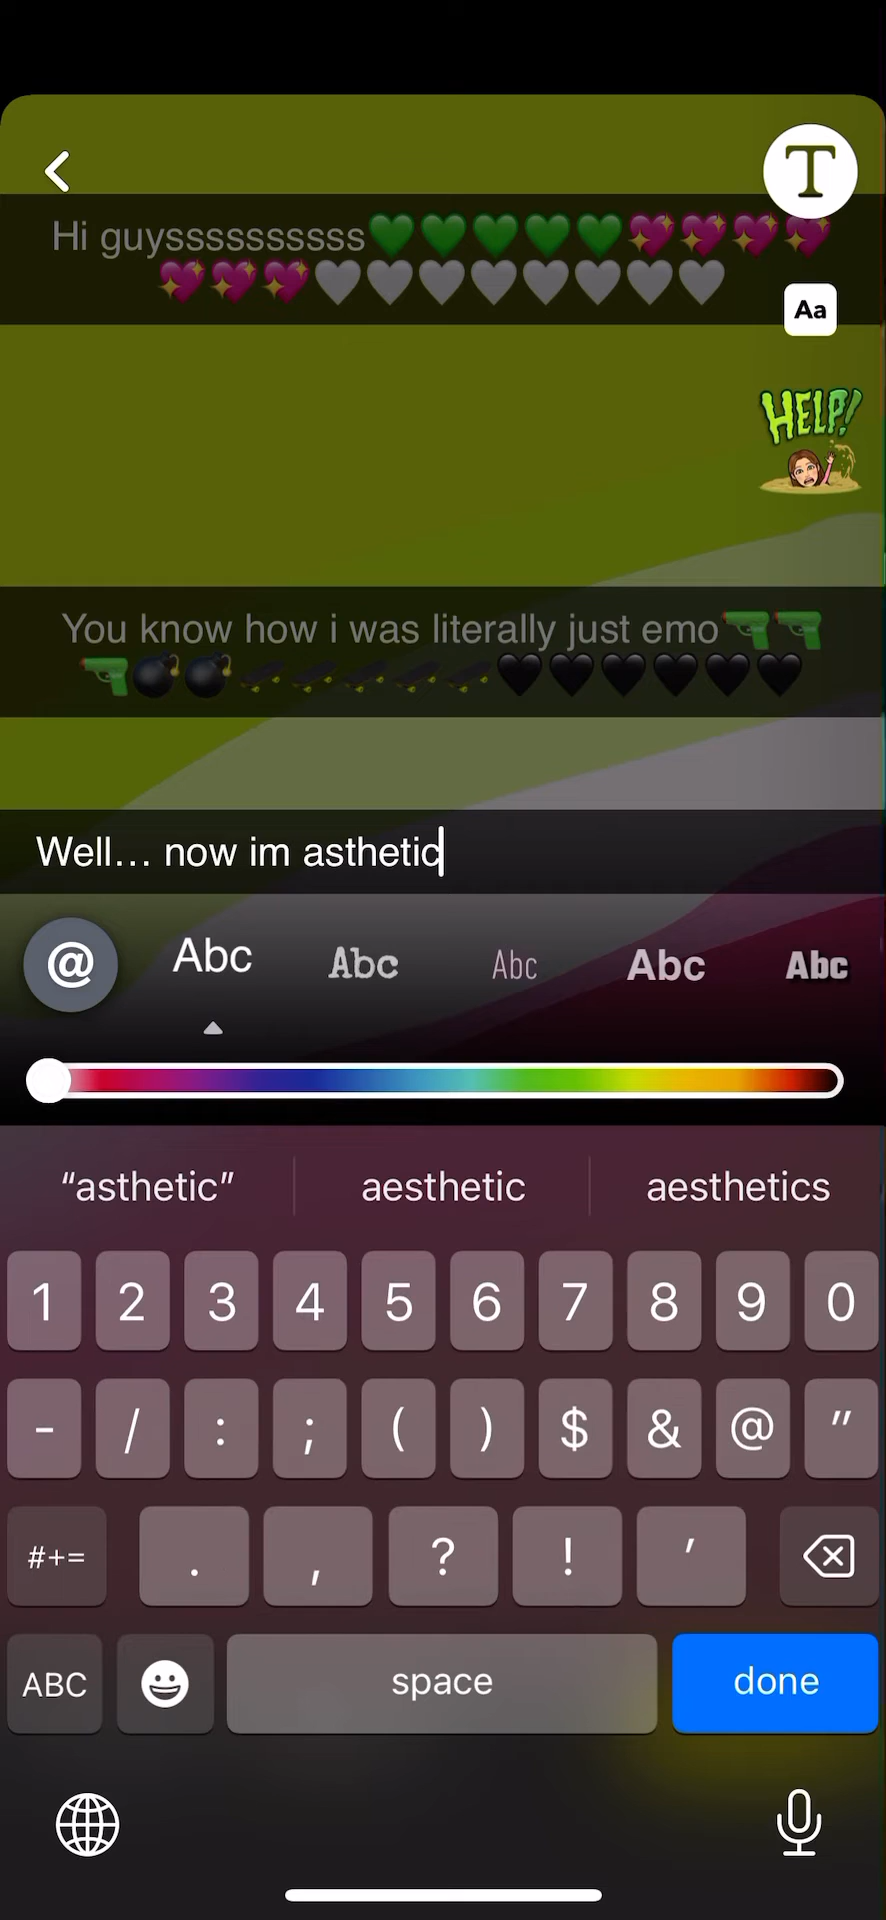 T
Hi guyssssssssss💚💚💚💚💚💖💖💖💖
💖💖💖🤍🤍🤍🤍🤍🤍🤍🤍
Aa
HELP!
You know how i was literally just emo🔫🔫
🔫💣💣🛹🛹🛹🛹🛹🖤🖤🖤🖤🖤🖤
Well... now im asthetic
@ Abc Abc Abc Abc Abc
“asthetic” aesthetic aesthetics
1 2 3 4 5 6 7 8 9 0
- / : ; ( ) $ & @ "
#+= . , ? ! '
ABC space done